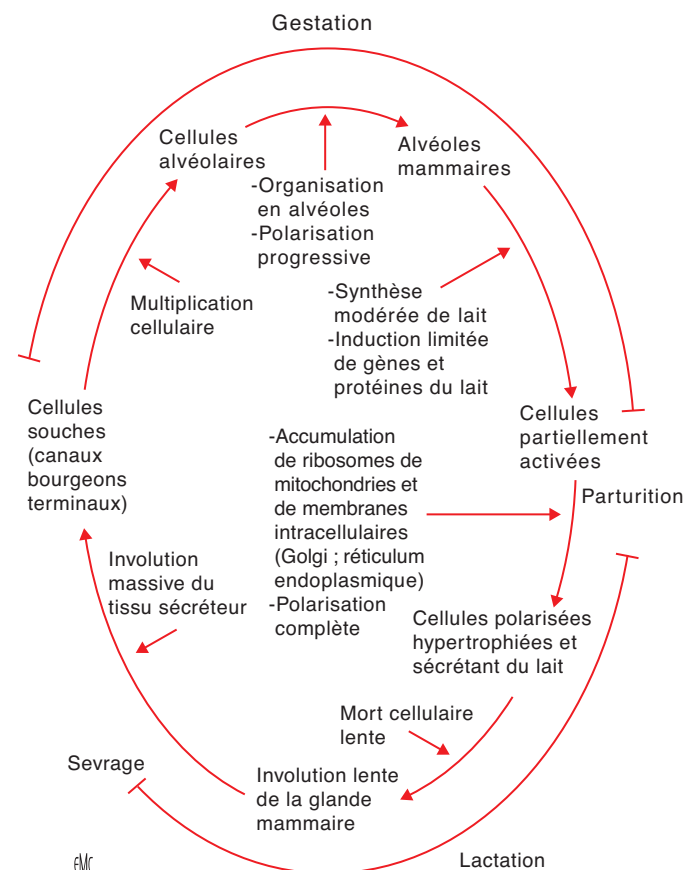 Gestation
Cellules
alvéolaires
Alvéoles
mammaires
-Organisation
en alvéoles
-Polarisation
progressive
Multiplication
cellulaire
-Synthèse
modérée de lait
-Induction limitée
de gènes et
protéines du lait
Cellules
souches
(canaux
bourgeons
terminaux)
Cellules
partiellement
activées
-Accumulation
de ribosomes de
mitochondries et
de membranes
intracellulaires
(Golgi ; réticulum
endoplasmique)
-Polarisation
complète
Parturition
Involution
massive du
tissu sécréteur
Cellules polarisées
hypertrophiées et
sécrétant du lait
Mort cellulaire
lente
Sevrage
Involution lente
de la glande
mammaire
Lactation
EMC